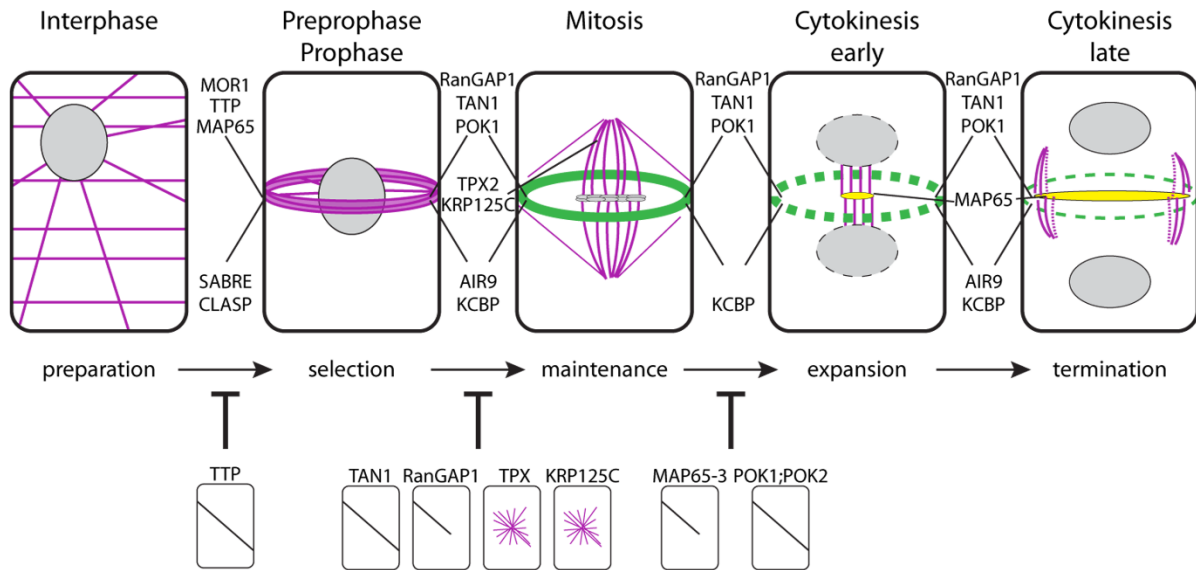 Interphase
Preprophase
Prophase
Mitosis
Cytokinesis
early
Cytokinesis
late
MOR1
TTP
MAP65
SABRE
CLASP
RanGAP1
TAN1
POK1
TPX2
KRP125C
AIR9
KCBP
RanGAP1
TAN1
POK1
KCBP
RanGAP1
TAN1
POK1
MAP65
AIR9
KCBP
preparation
selection
maintenance
expansion
termination
TTP
TAN1
RanGAP1
TPX
KRP125C
MAP65-3
POK1;POK2